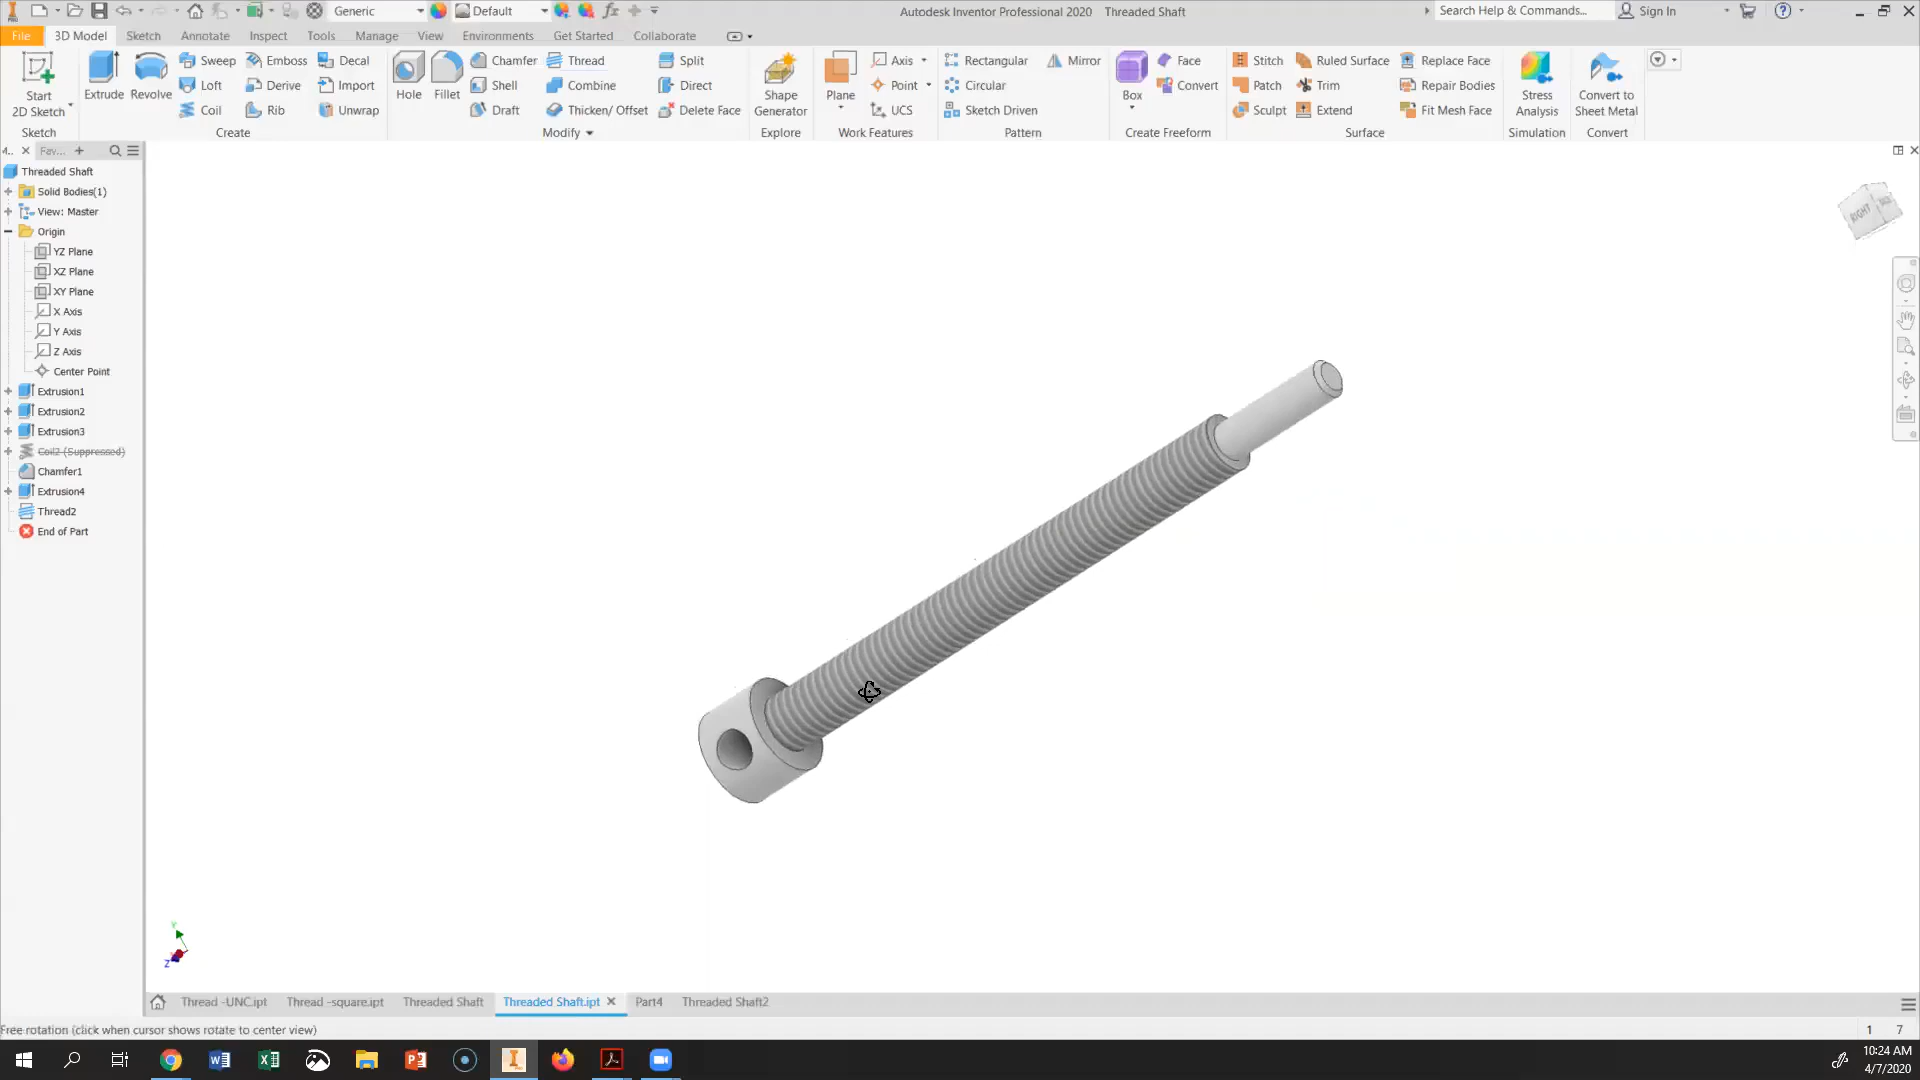 Generic
Default
Autodesk Inventor Professional 2020 Threaded Shaft
Search Help & Commands...
Sign In
File
3D Model
Sketch
Annotate
Inspect
Tools
Manage
View
Environments
Get Started
Collaborate
Start
2D Sketch
Sketch
Extrude
Revolve
Sweep
Loft
Coil
Emboss
Derive
Rib
Decal
Import
Unwrap
Create
Hole
Fillet
Chamfer
Shell
Draft
Thread
Combine
Thicken/ Offset
Split
Direct
Delete Face
Modify
Shape
Generator
Explore
Plane
Axis
Point
UCS
Work Features
Rectangular
Circular
Sketch Driven
Mirror
Pattern
Box
Face
Convert
Create Freeform
Stitch
Patch
Sculpt
Ruled Surface
Trim
Extend
Replace Face
Repair Bodies
Fit Mesh Face
Surface
Stress
Analysis
Simulation
Convert to
Sheet Metal
Convert
M..
Fav...
Threaded Shaft
Solid Bodies(1)
View: Master
Origin
YZ Plane
XZ Plane
XY Plane
X Axis
Y Axis
Z Axis
Center Point
Extrusion1
Extrusion2
Extrusion3
Coil2 (Suppressed)
Chamfer1
Extrusion4
Thread2
End of Part
RIGHT
Y
Z
Thread -UNC.ipt
Thread -square.ipt
Threaded Shaft
Threaded Shaft.ipt
Part4
Threaded Shaft2
Free rotation (click when cursor shows rotate to center view)
1 7
10:24 AM
4/7/2020